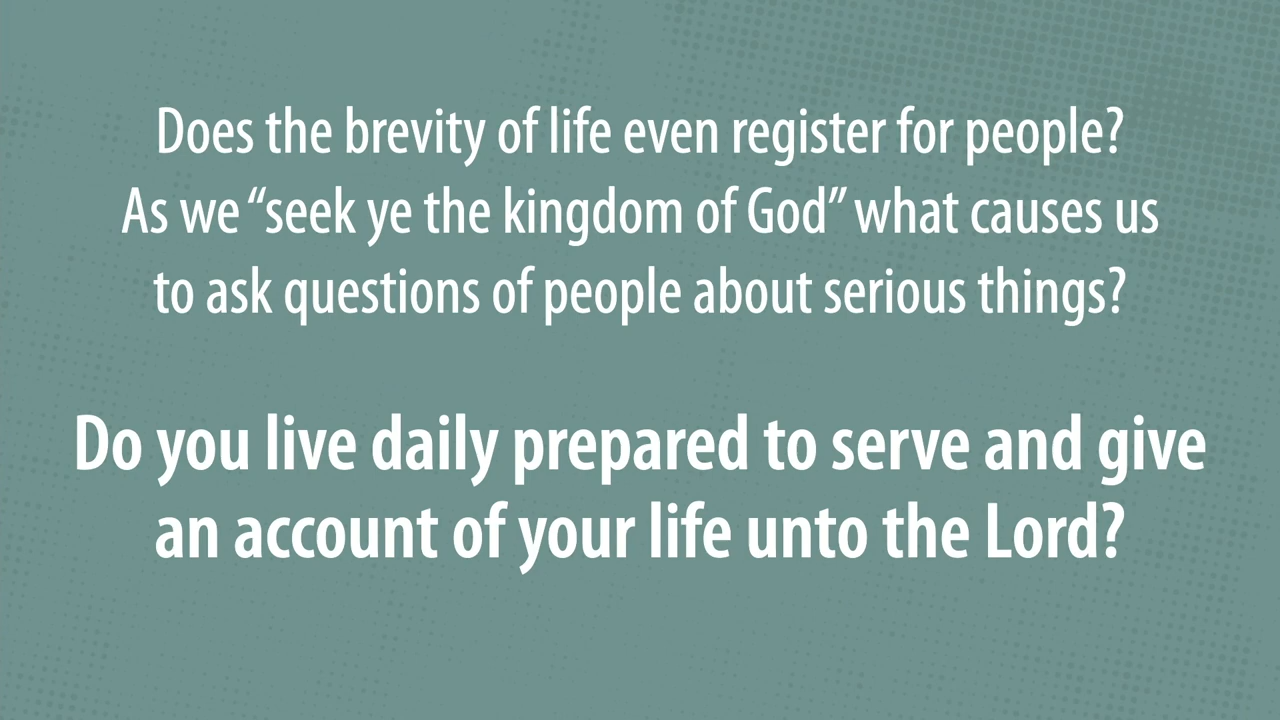 Does the brevity of life even register for people?
As we “seek ye the kingdom of God” what causes us
to ask questions of people about serious things?
Do you live daily prepared to serve and give
an account of your life unto the Lord?